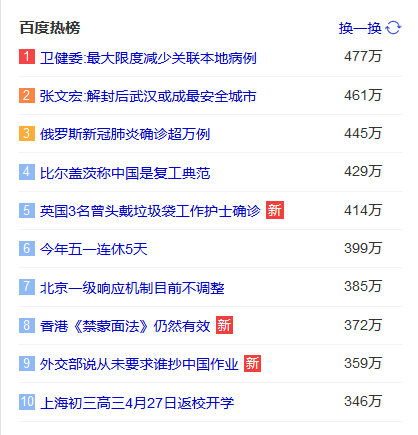 百度热榜 换一换
1 卫健委:最大限度减少关联本地病例 477万
2 张文宏:解封后武汉或成最安全城市 461万
3 俄罗斯新冠肺炎确诊超万例 445万
4 比尔盖茨称中国是复工典范 429万
5 英国3名曾头戴垃圾袋工作护士确诊 新 414万
6 今年五一连休5天 399万
7 北京一级响应机制目前不调整 385万
8 香港《禁蒙面法》仍然有效 新 372万
9 外交部说从未要求谁抄中国作业 新 359万
10 上海初三高三4月27日返校开学 346万